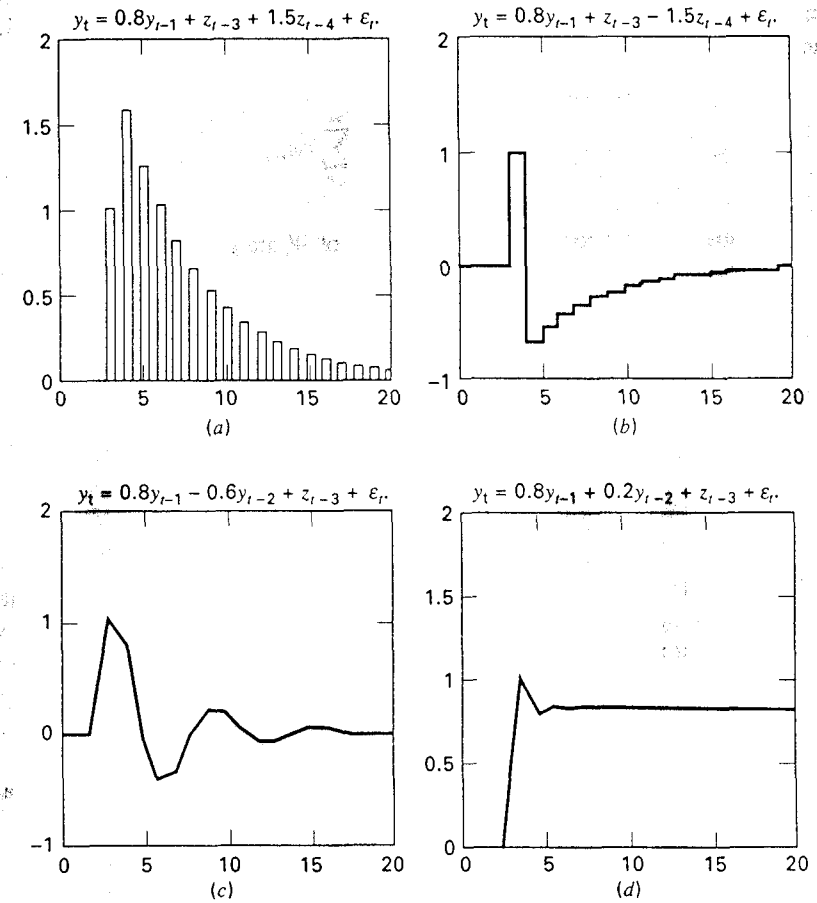 y_t = 0.8y_{t-1} + z_{t-3} + 1.5z_{t-4} + ε_t.
2
1.5
1
0.5
0
0 5 10 15 20
(a)
y_t = 0.8y_{t-1} + z_{t-3} − 1.5z_{t-4} + ε_t.
2
1
0
−1
0 5 10 15 20
(b)
y_t = 0.8y_{t-1} − 0.6y_{t-2} + z_{t-3} + ε_t.
2
1
0
−1
0 5 10 15 20
(c)
y_t = 0.8y_{t-1} + 0.2y_{t-2} + z_{t-3} + ε_t.
2
1.5
1
0.5
0
0 5 10 15 20
(d)